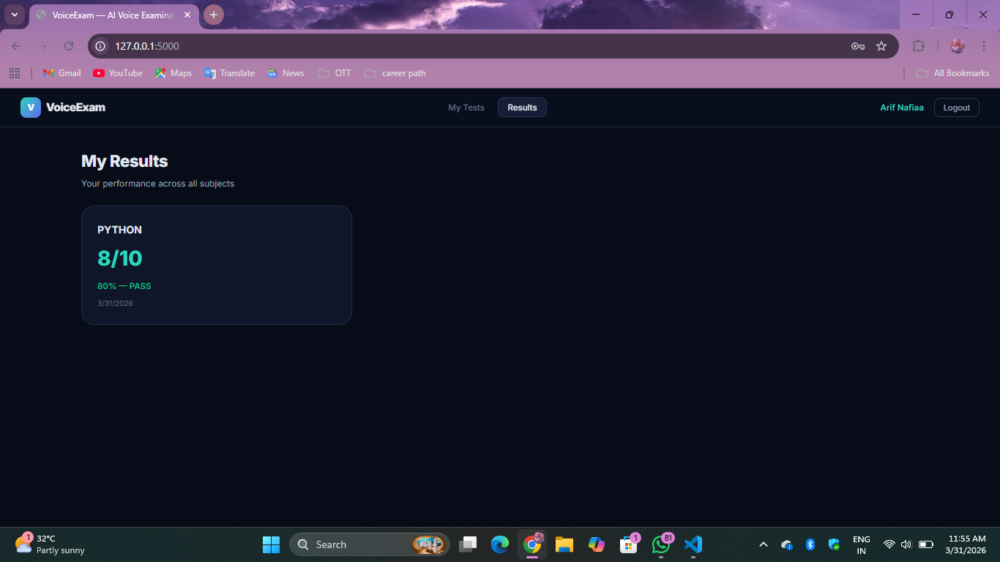 VoiceExam — AI Voice Examina
127.0.0.1:5000
Gmail YouTube Maps Translate News OTT career path All Bookmarks
V VoiceExam My Tests Results Arif Nafiaa Logout
My Results
Your performance across all subjects
PYTHON
8/10
80% — PASS
3/31/2026
1 32°C
Partly sunny
Search
1
81
ENG
IN
11:55 AM
3/31/2026